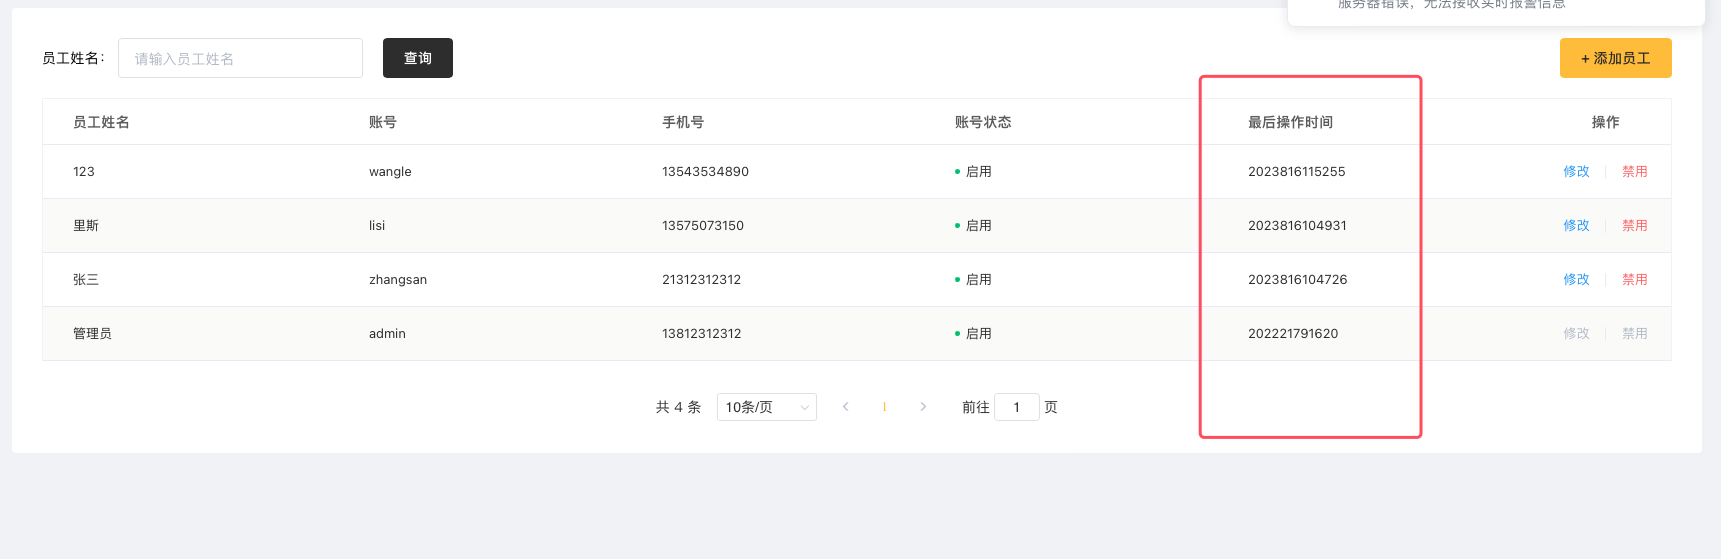 服务器错误，无法接收实时报警信息
员工姓名： 请输入员工姓名 查询 + 添加员工
员工姓名 账号 手机号 账号状态 最后操作时间 操作
123 wangle 13543534890 启用 2023816115255 修改 禁用
里斯 lisi 13575073150 启用 2023816104931 修改 禁用
张三 zhangsan 21312312312 启用 2023816104726 修改 禁用
管理员 admin 13812312312 启用 202221791620 修改 禁用
共 4 条 10条/页 1 前往 1 页